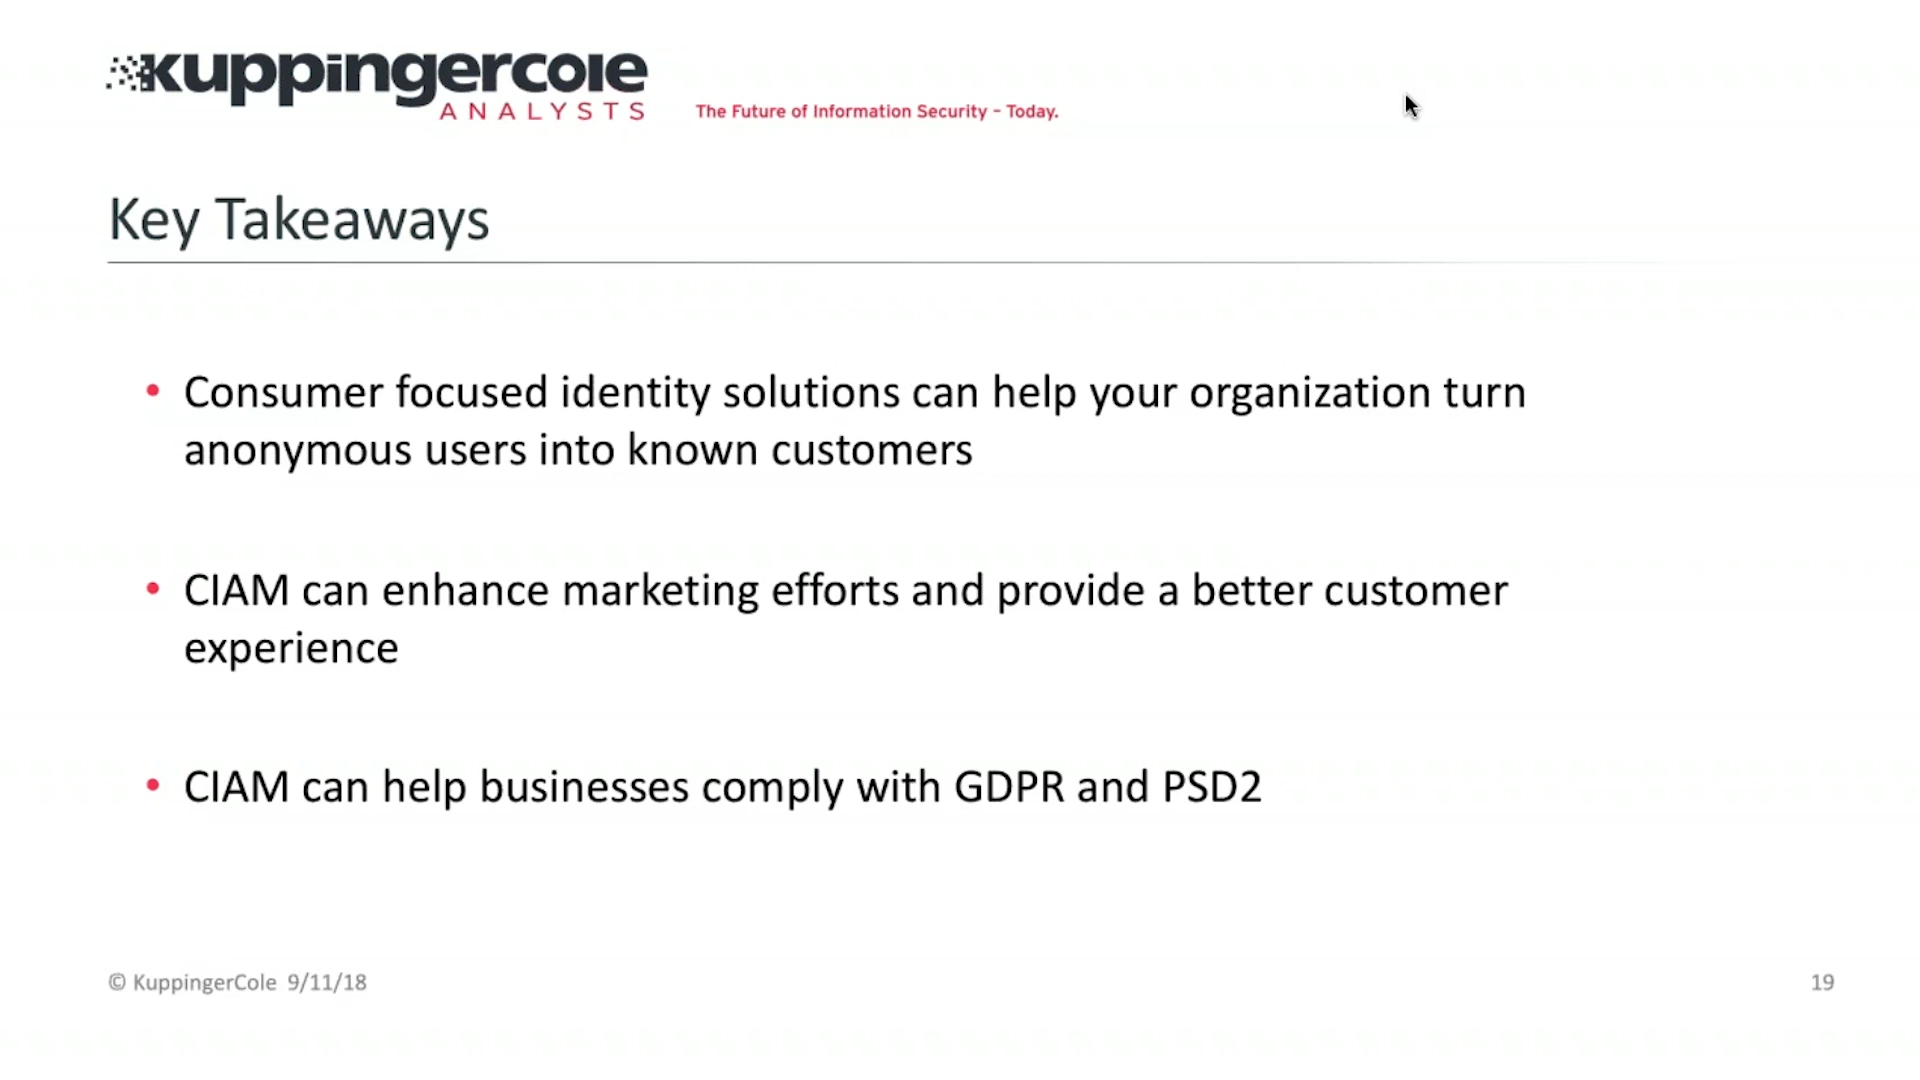 kuppingercole
ANALYSTS
The Future of Information Security - Today.
Key Takeaways
• Consumer focused identity solutions can help your organization turn
anonymous users into known customers
• CIAM can enhance marketing efforts and provide a better customer
experience
• CIAM can help businesses comply with GDPR and PSD2
© KuppingerCole 9/11/18
19